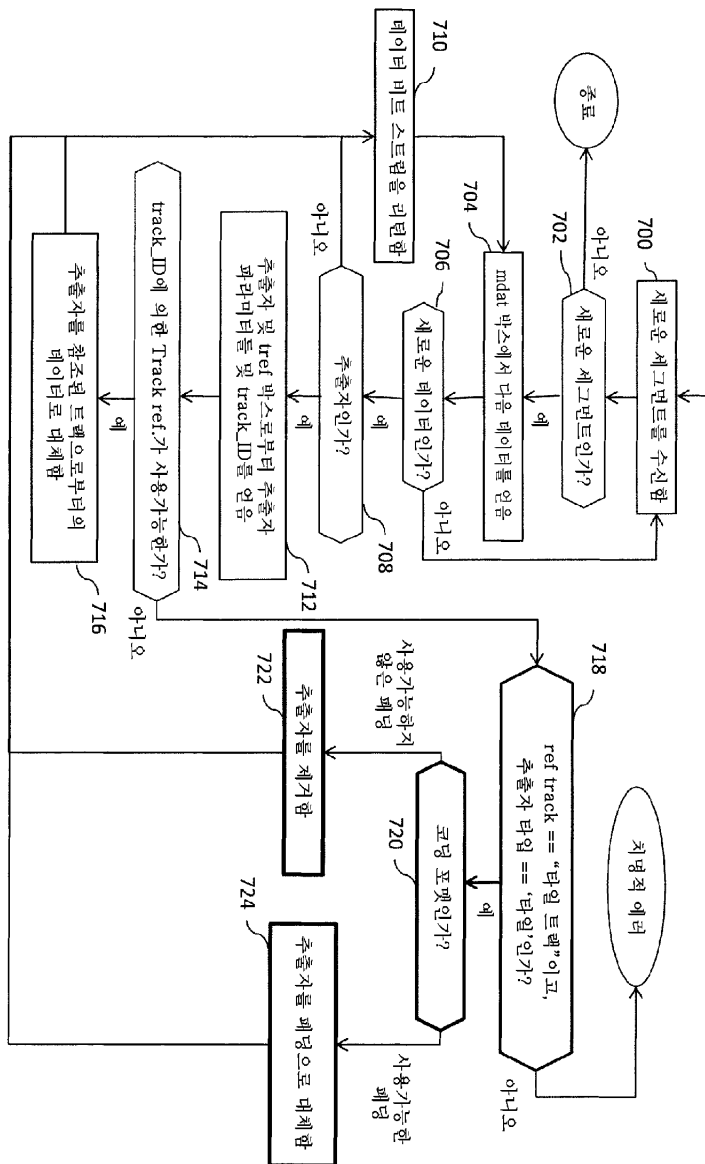 700
새로운 세그먼트를 수신함
702
새로운 세그먼트인가?
아니오
종료
예
704
mdat 박스에서 다음 데이터를 얻음
706
새로운 데이터인가?
아니오
예
708
추출자인가?
아니오
예
710
데이터 비트 스트림을 리턴함
712
추출자 및 tref 박스로부터 추출자
파라미터들 및 track_ID를 얻음
714
track_ID에 의한 Track ref.가 사용가능한가?
아니오
예
716
추출자를 참조된 트랙으로부터의
데이터로 대체함
718
ref track == “타일 트랙”이고,
추출자 타입 == ‘타일’인가?
아니오
치명적 에러
예
720
코딩 포맷인가?
사용가능하지
않은 패딩
722
추출자를 제거함
사용가능한
패딩
724
추출자를 패딩으로 대체함